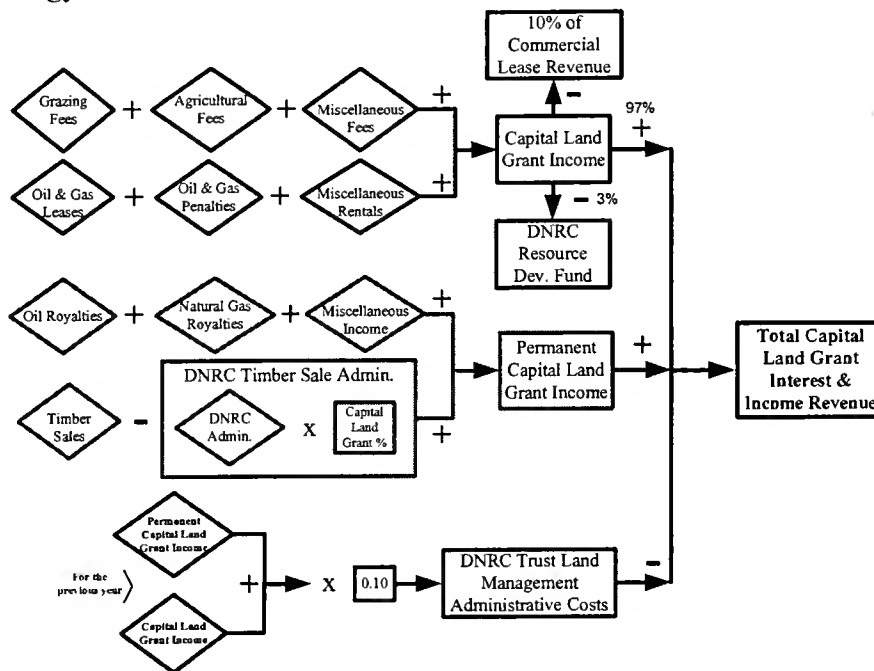 10% of
Commercial
Lease Revenue
Grazing
Fees
+
Agricultural
Fees
+
Miscellaneous
Fees
+
−
Capital Land
Grant Income
97%
+
Oil & Gas
Leases
+
Oil & Gas
Penalties
+
Miscellaneous
Rentals
+
− 3%
DNRC
Resource
Dev. Fund
Oil Royalties
+
Natural Gas
Royalties
+
Miscellaneous
Income
+
Permanent
Capital Land
Grant Income
+
Total Capital
Land Grant
Interest &
Income Revenue
Timber
Sales
−
DNRC Timber Sale Admin.
DNRC
Admin.
X
Capital
Land
Grant %
+
Permanent
Capital Land
Grant Income
For the
previous year
+
X
0.10
DNRC Trust Land
Management
Administrative Costs
−
Capital Land
Grant Income